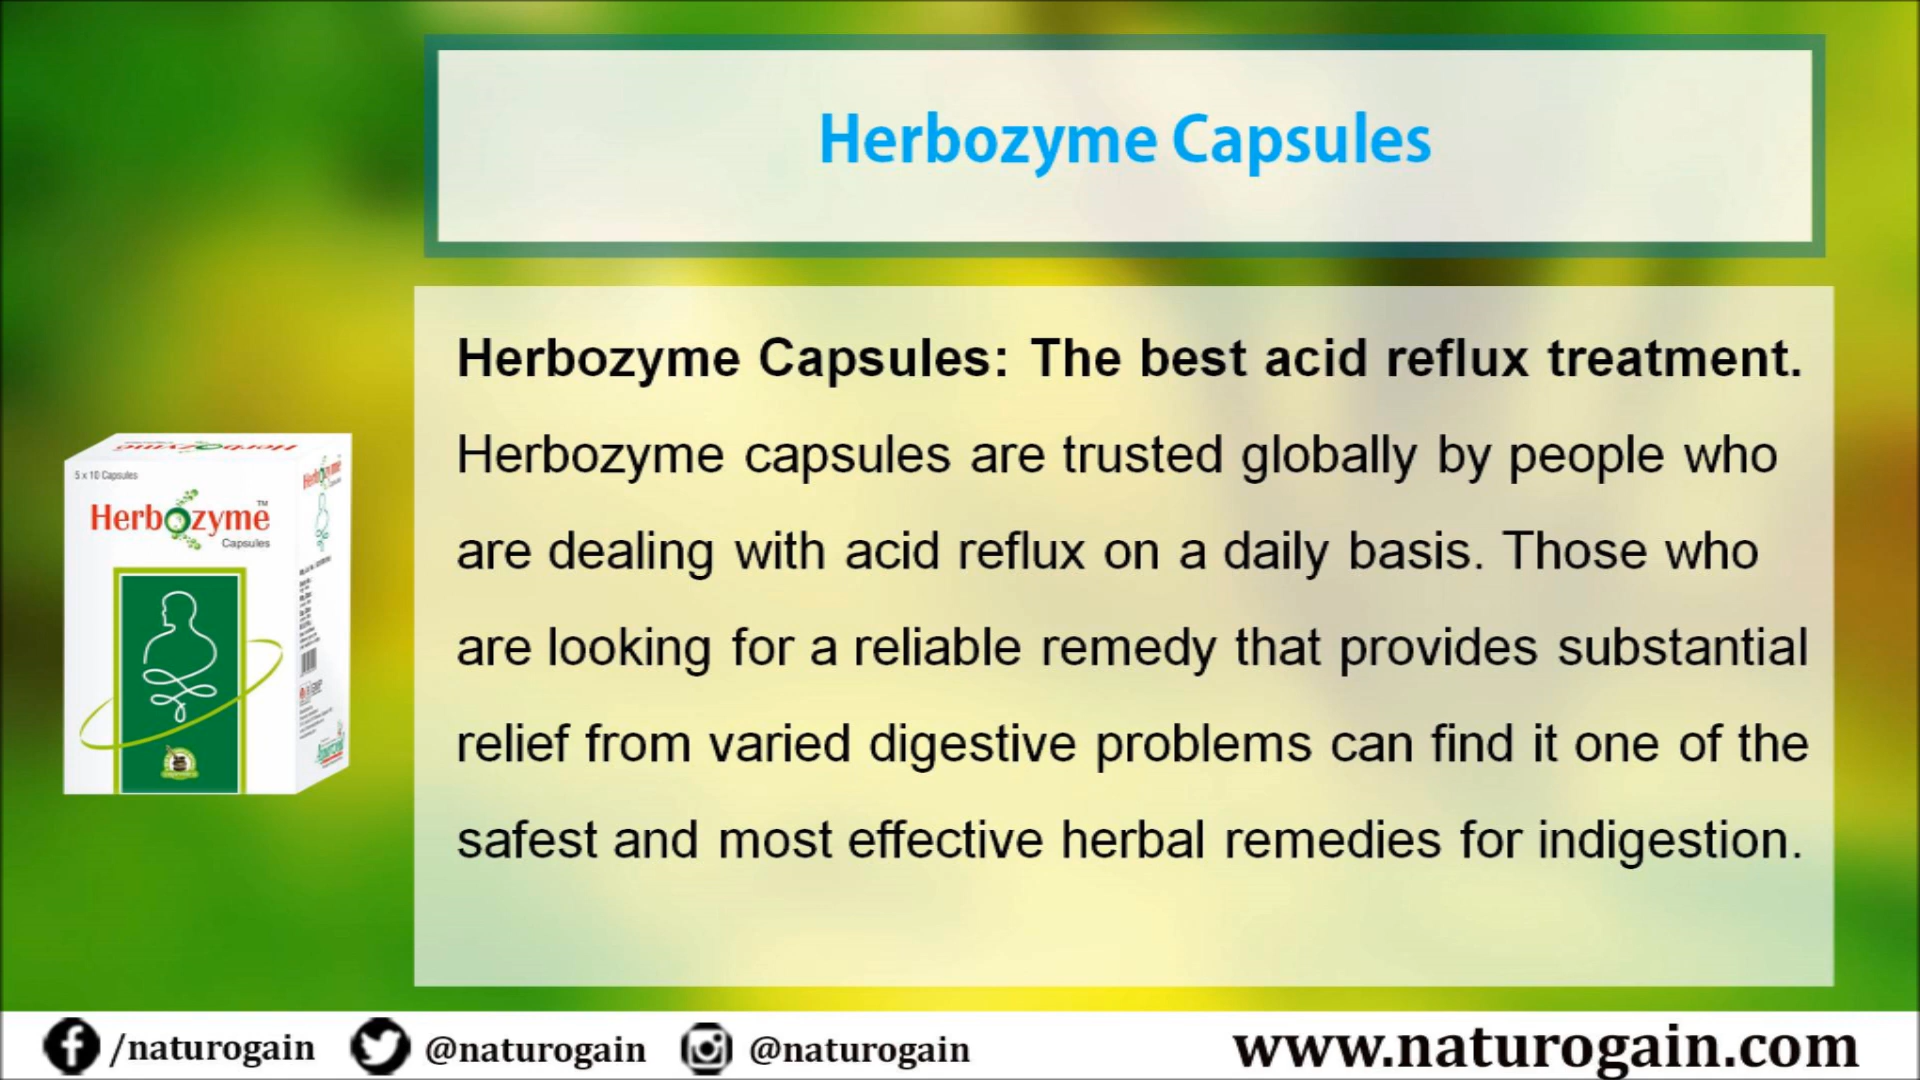 Herbozyme Capsules
Herbozyme Capsules: The best acid reflux treatment.
Herbozyme capsules are trusted globally by people who
are dealing with acid reflux on a daily basis. Those who
are looking for a reliable remedy that provides substantial
relief from varied digestive problems can find it one of the
safest and most effective herbal remedies for indigestion.
Herbozyme
5 x 10 Capsules
Herbozyme™
Capsules
Herbozyme
/naturogain
@naturogain
@naturogain
www.naturogain.com